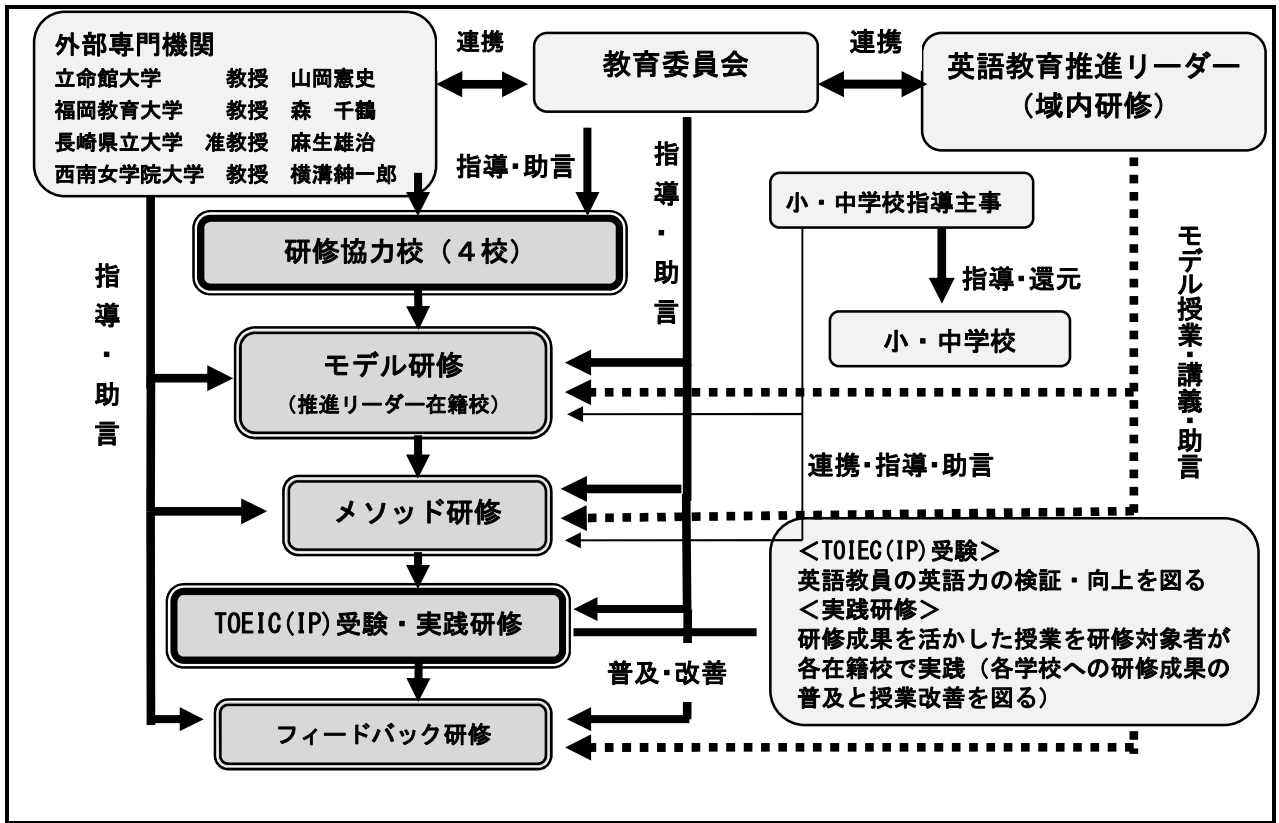 外部専門機関
立命館大学 教授 山岡憲史
福岡教育大学 教授 森 千鶴
長崎県立大学 准教授 麻生雄治
西南女学院大学 教授 横溝紳一郎
連携
教育委員会
連携
英語教育推進リーダー
（域内研修）
指導・助言
指導・助言
小・中学校指導主事
研修協力校（４校）
指導・還元
小・中学校
指導・助言
モデル授業・講義・助言
モデル研修
（推進リーダー在籍校）
連携・指導・助言
メソッド研修
＜TOIEC(IP)受験＞
英語教員の英語力の検証・向上を図る
＜実践研修＞
研修成果を活かした授業を研修対象者が
各在籍校で実践（各学校への研修成果の
普及と授業改善を図る）
TOEIC(IP)受験・実践研修
普及・改善
フィードバック研修